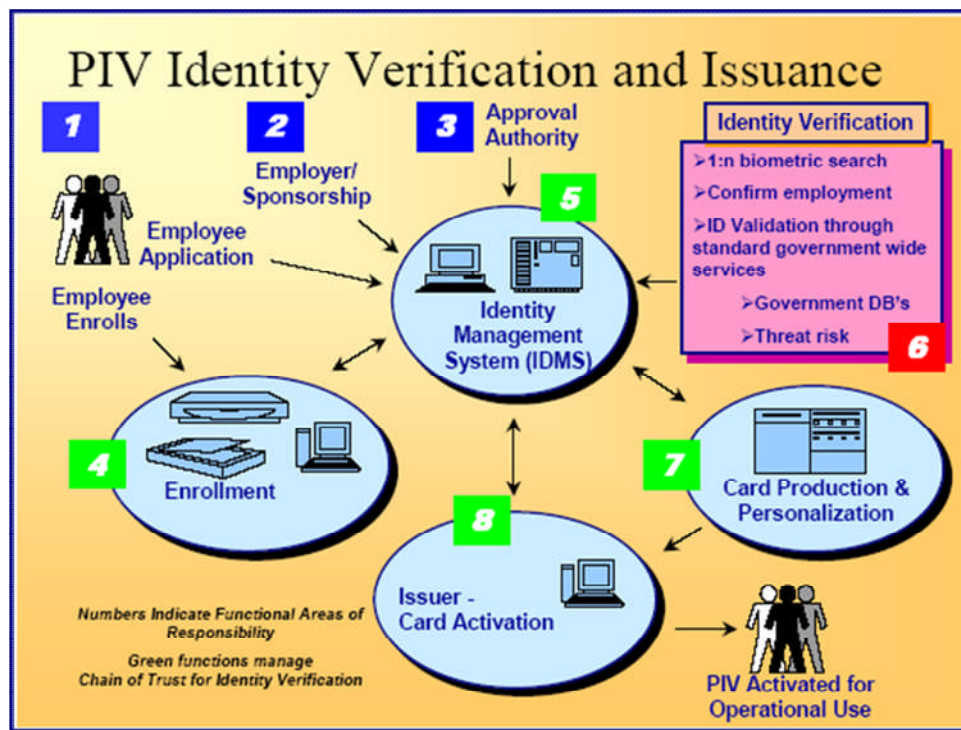 PIV Identity Verification and Issuance
1
2
3
Approval
Authority
Employer/
Sponsorship
Identity Verification
➢1:n biometric search
➢Confirm employment
➢ID Validation through
standard government wide
services
➢Government DB's
➢Threat risk
6
5
Employee
Application
Employee
Enrolls
Identity
Management
System (IDMS)
4
Enrollment
7
Card Production &
Personalization
8
Issuer -
Card Activation
Numbers Indicate Functional Areas of
Responsibility
Green functions manage
Chain of Trust for Identity Verification
PIV Activated for
Operational Use